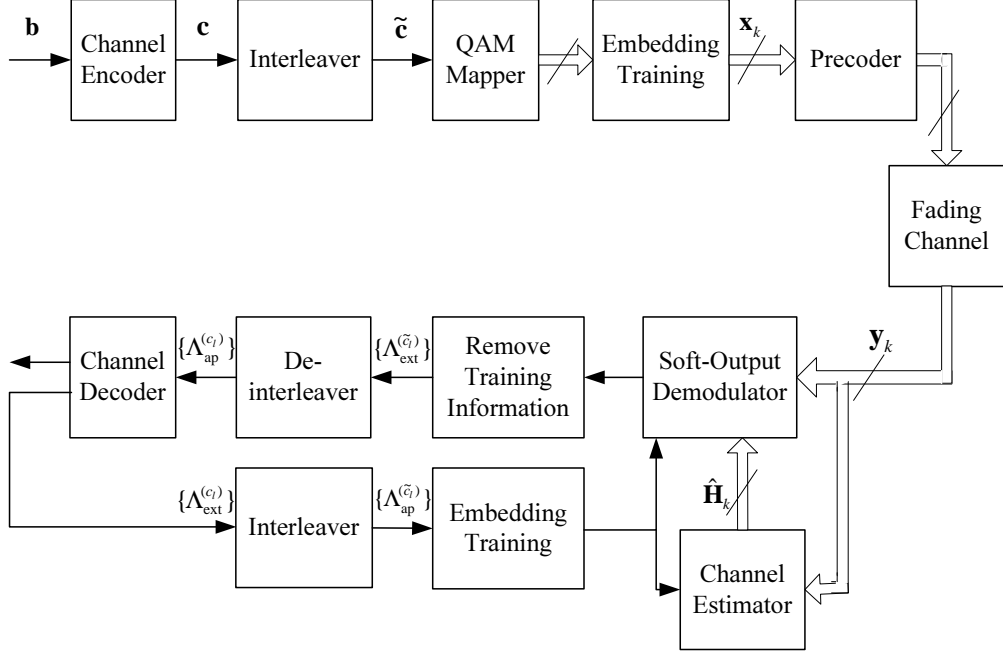 b
Channel
Encoder
c
Interleaver
c̃
QAM
Mapper
Embedding
Training
x_k
Precoder
Fading
Channel
y_k
Channel
Decoder
{Λ_ap^(c_l)}
De-
interleaver
{Λ_ext^(c̃_l)}
Remove
Training
Information
Soft-Output
Demodulator
{Λ_ext^(c_l)}
Interleaver
{Λ_ap^(c̃_l)}
Embedding
Training
Ĥ_k
Channel
Estimator